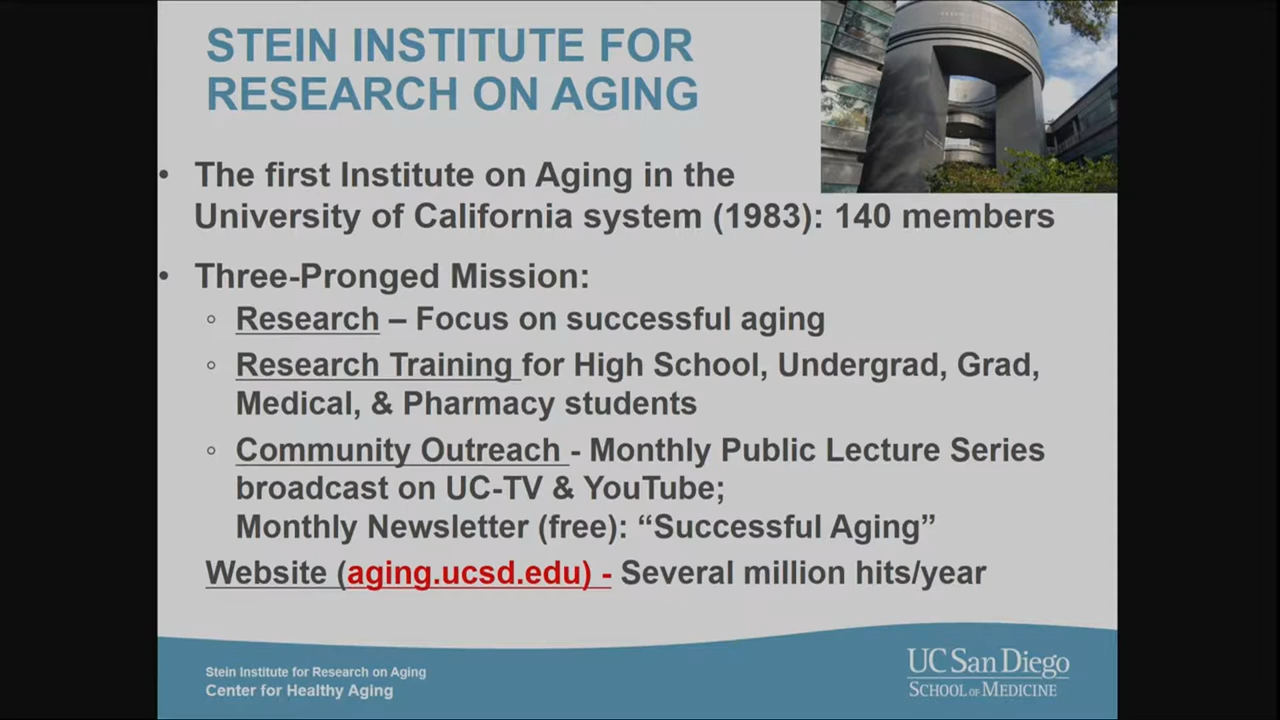 STEIN INSTITUTE FOR
RESEARCH ON AGING
• The first Institute on Aging in the
University of California system (1983): 140 members
• Three-Pronged Mission:
◦ Research – Focus on successful aging
◦ Research Training for High School, Undergrad, Grad,
Medical, & Pharmacy students
◦ Community Outreach - Monthly Public Lecture Series
broadcast on UC-TV & YouTube;
Monthly Newsletter (free): “Successful Aging”
Website (aging.ucsd.edu) - Several million hits/year
Stein Institute for Research on Aging
Center for Healthy Aging
UC San Diego
SCHOOL OF MEDICINE